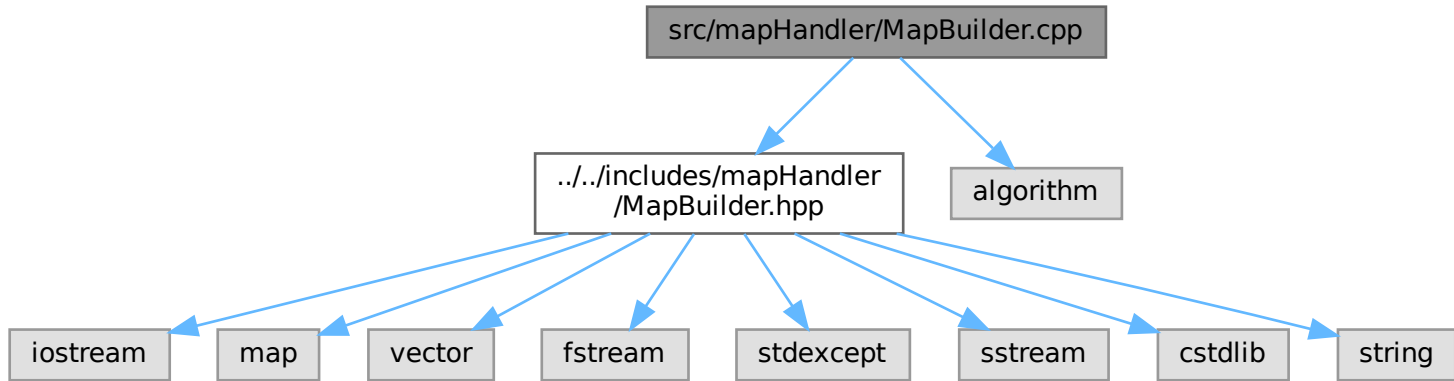 src/mapHandler/MapBuilder.cpp
../../includes/mapHandler
/MapBuilder.hpp
algorithm
iostream
map
vector
fstream
stdexcept
sstream
cstdlib
string